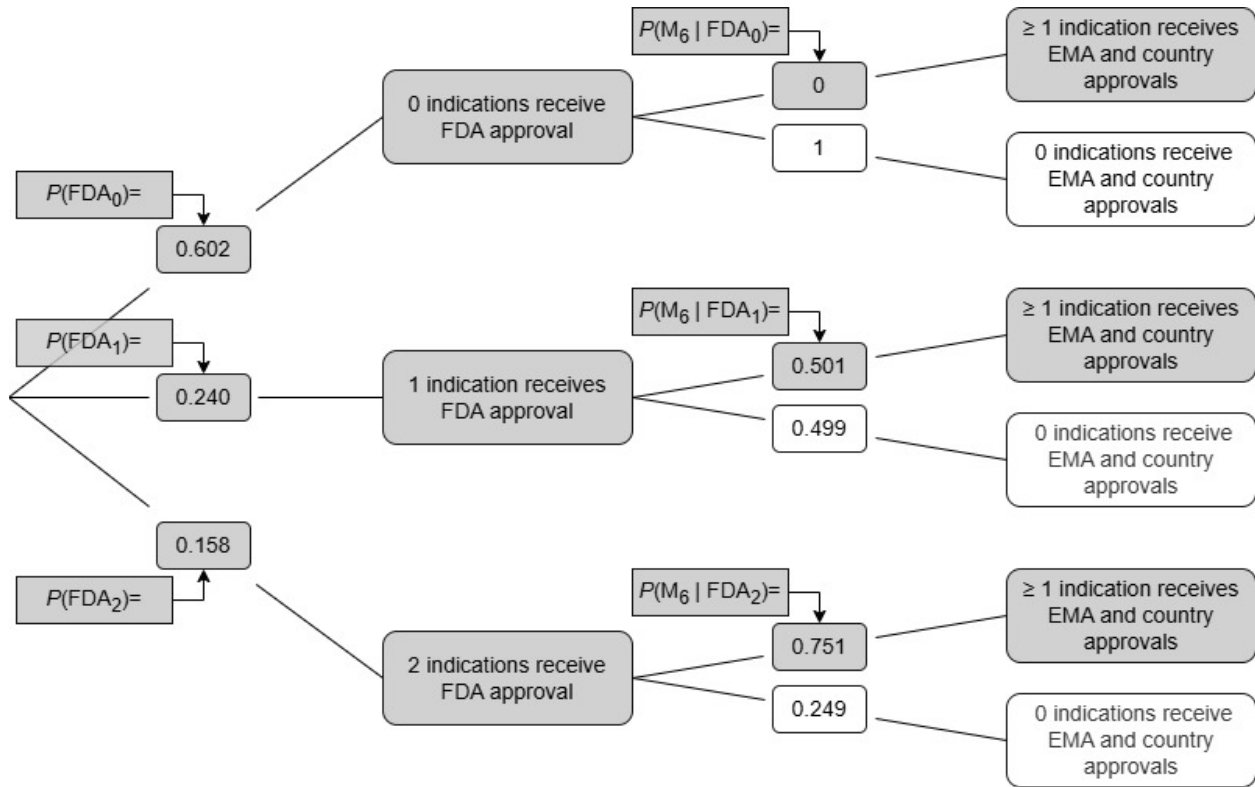 P(FDA0)=
0.602
0 indications receive
FDA approval
P(M6 | FDA0)=
0
1
≥ 1 indication receives
EMA and country
approvals
0 indications receive
EMA and country
approvals
P(FDA1)=
0.240
1 indication receives
FDA approval
P(M6 | FDA1)=
0.501
0.499
≥ 1 indication receives
EMA and country
approvals
0 indications receive
EMA and country
approvals
0.158
P(FDA2)=
2 indications receive
FDA approval
P(M6 | FDA2)=
0.751
0.249
≥ 1 indication receives
EMA and country
approvals
0 indications receive
EMA and country
approvals